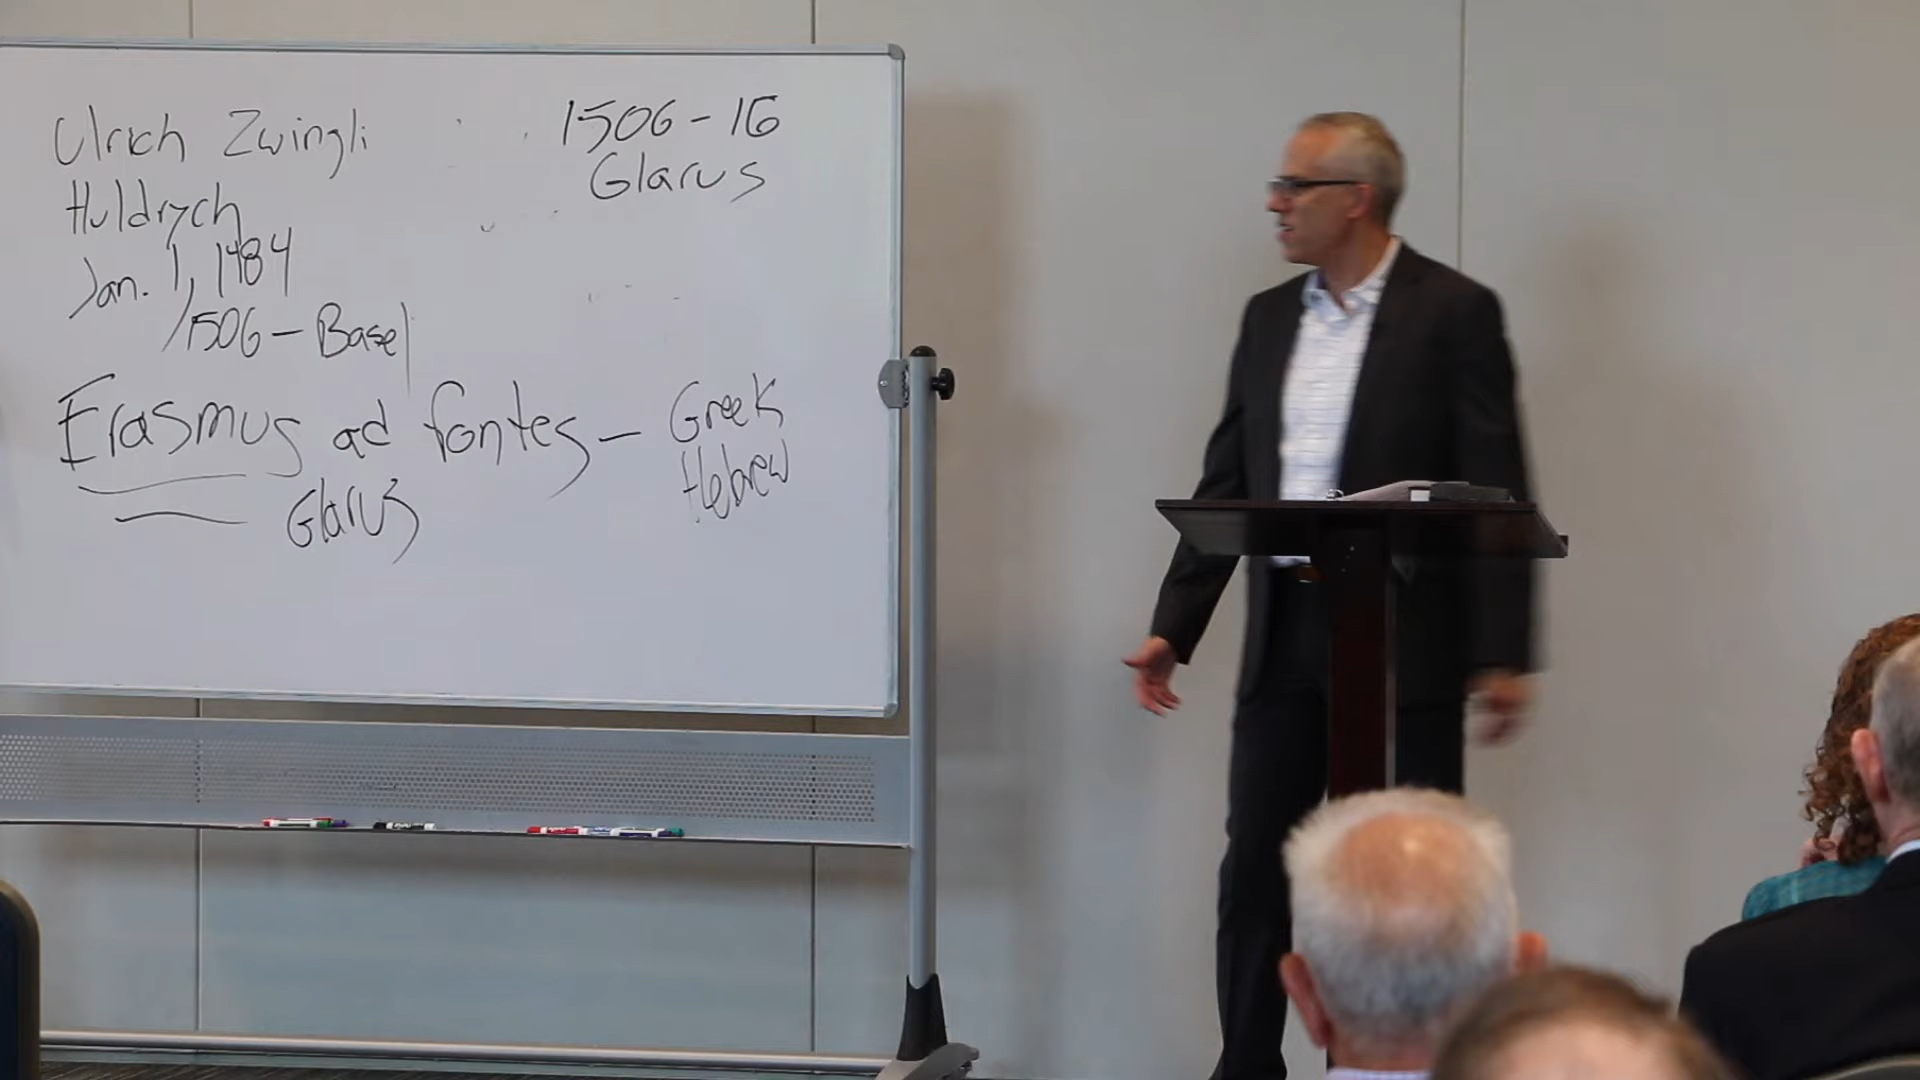 Ulrich Zwingli
Huldrych
Jan. 1, 1484
1506 - Basel
Erasmus ad fontes - Greek
Hebrew
Glarus
1506 - 16
Glarus